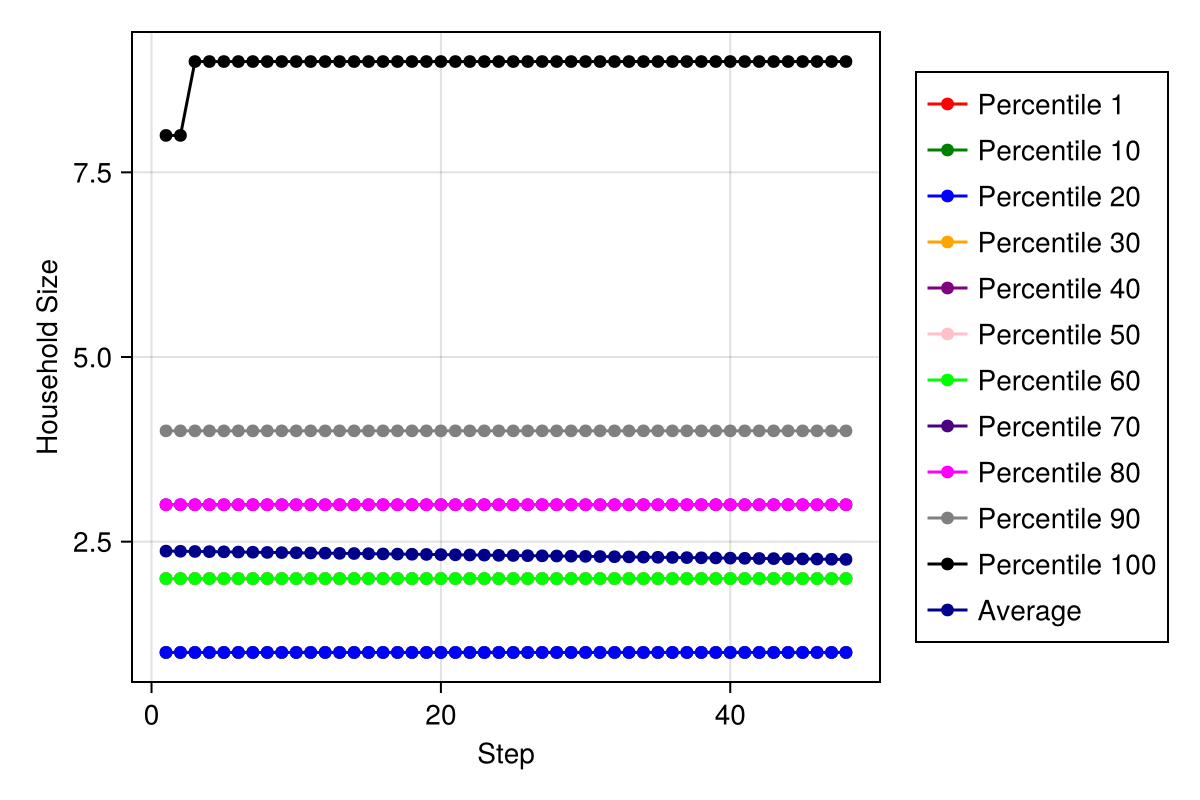 7.5
5.0
2.5
Household Size
0
20
40
Step
Percentile 1
Percentile 10
Percentile 20
Percentile 30
Percentile 40
Percentile 50
Percentile 60
Percentile 70
Percentile 80
Percentile 90
Percentile 100
Average